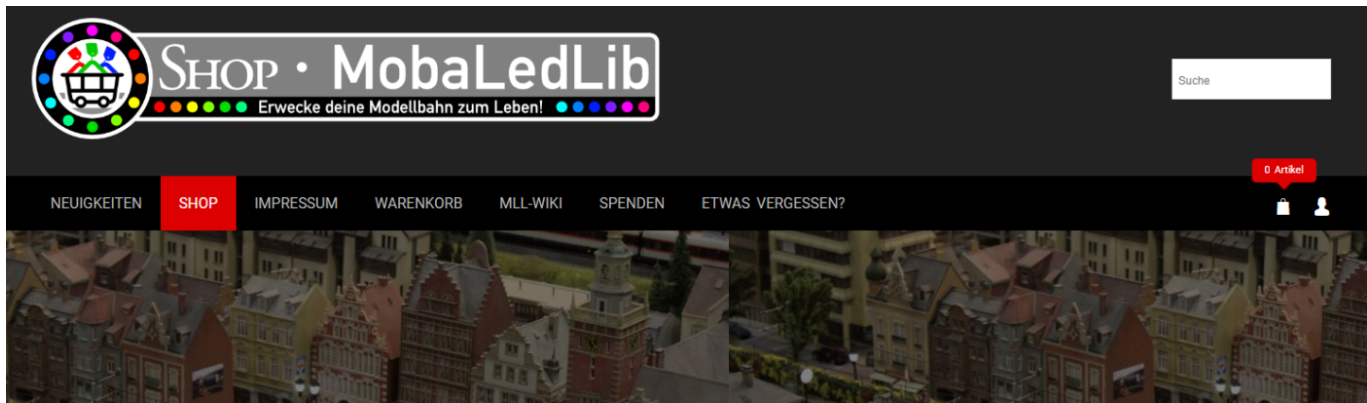 SHOP · MobaLedLib
Erwecke deine Modellbahn zum Leben!
Suche
0 Artikel
NEUIGKEITEN SHOP IMPRESSUM WARENKORB MLL-WIKI SPENDEN ETWAS VERGESSEN?